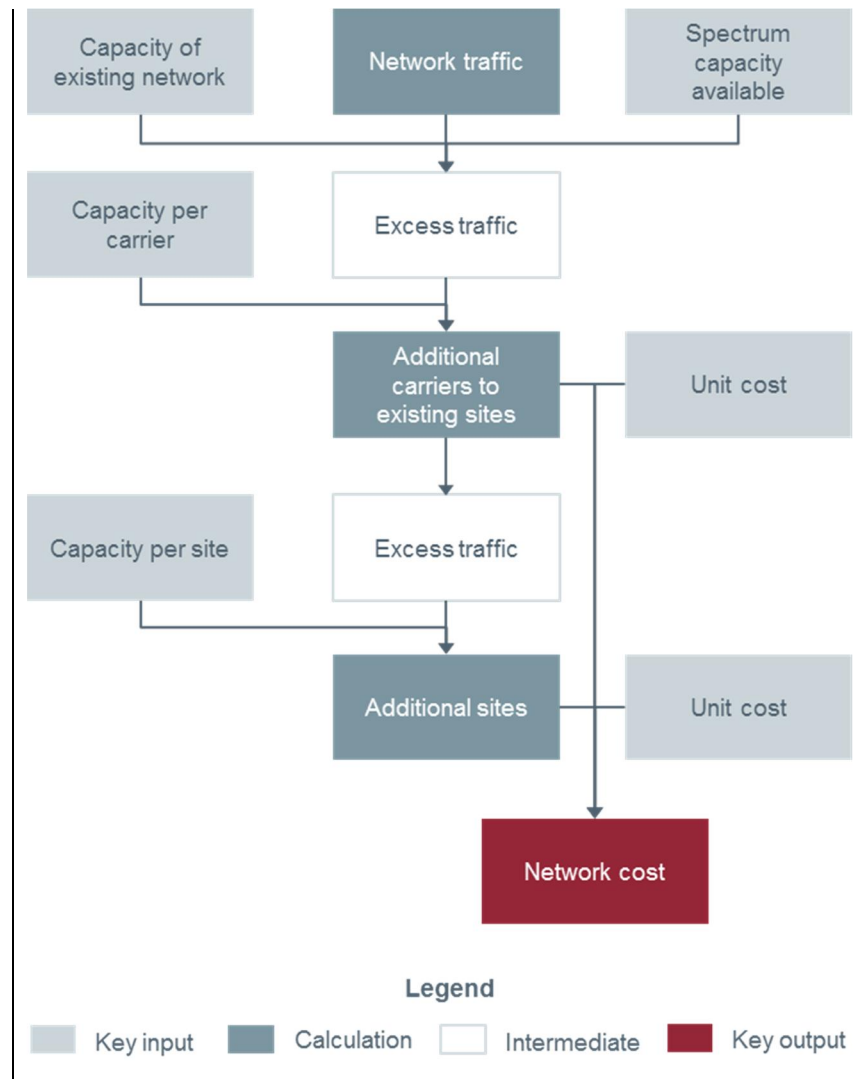 Capacity of
existing network
Network traffic
Spectrum
capacity
available
Capacity per
carrier
Excess traffic
Additional
carriers to
existing sites
Unit cost
Capacity per site
Excess traffic
Additional sites
Unit cost
Network cost
Legend
Key input
Calculation
Intermediate
Key output